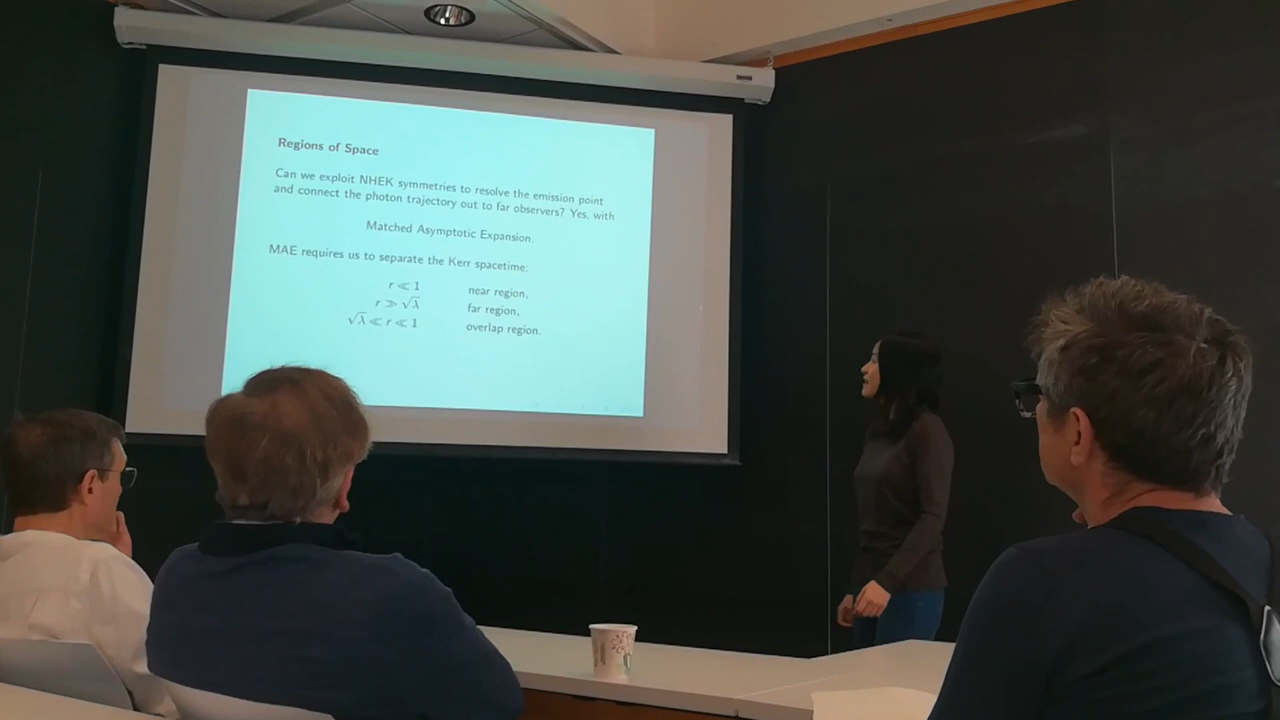 Regions of Space
Can we exploit NHEK symmetries to resolve the emission point
and connect the photon trajectory out to far observers? Yes, with
Matched Asymptotic Expansion.
MAE requires us to separate the Kerr spacetime:
r ≪ 1 near region,
r ≫ √λ far region,
√λ ≪ r ≪ 1 overlap region.